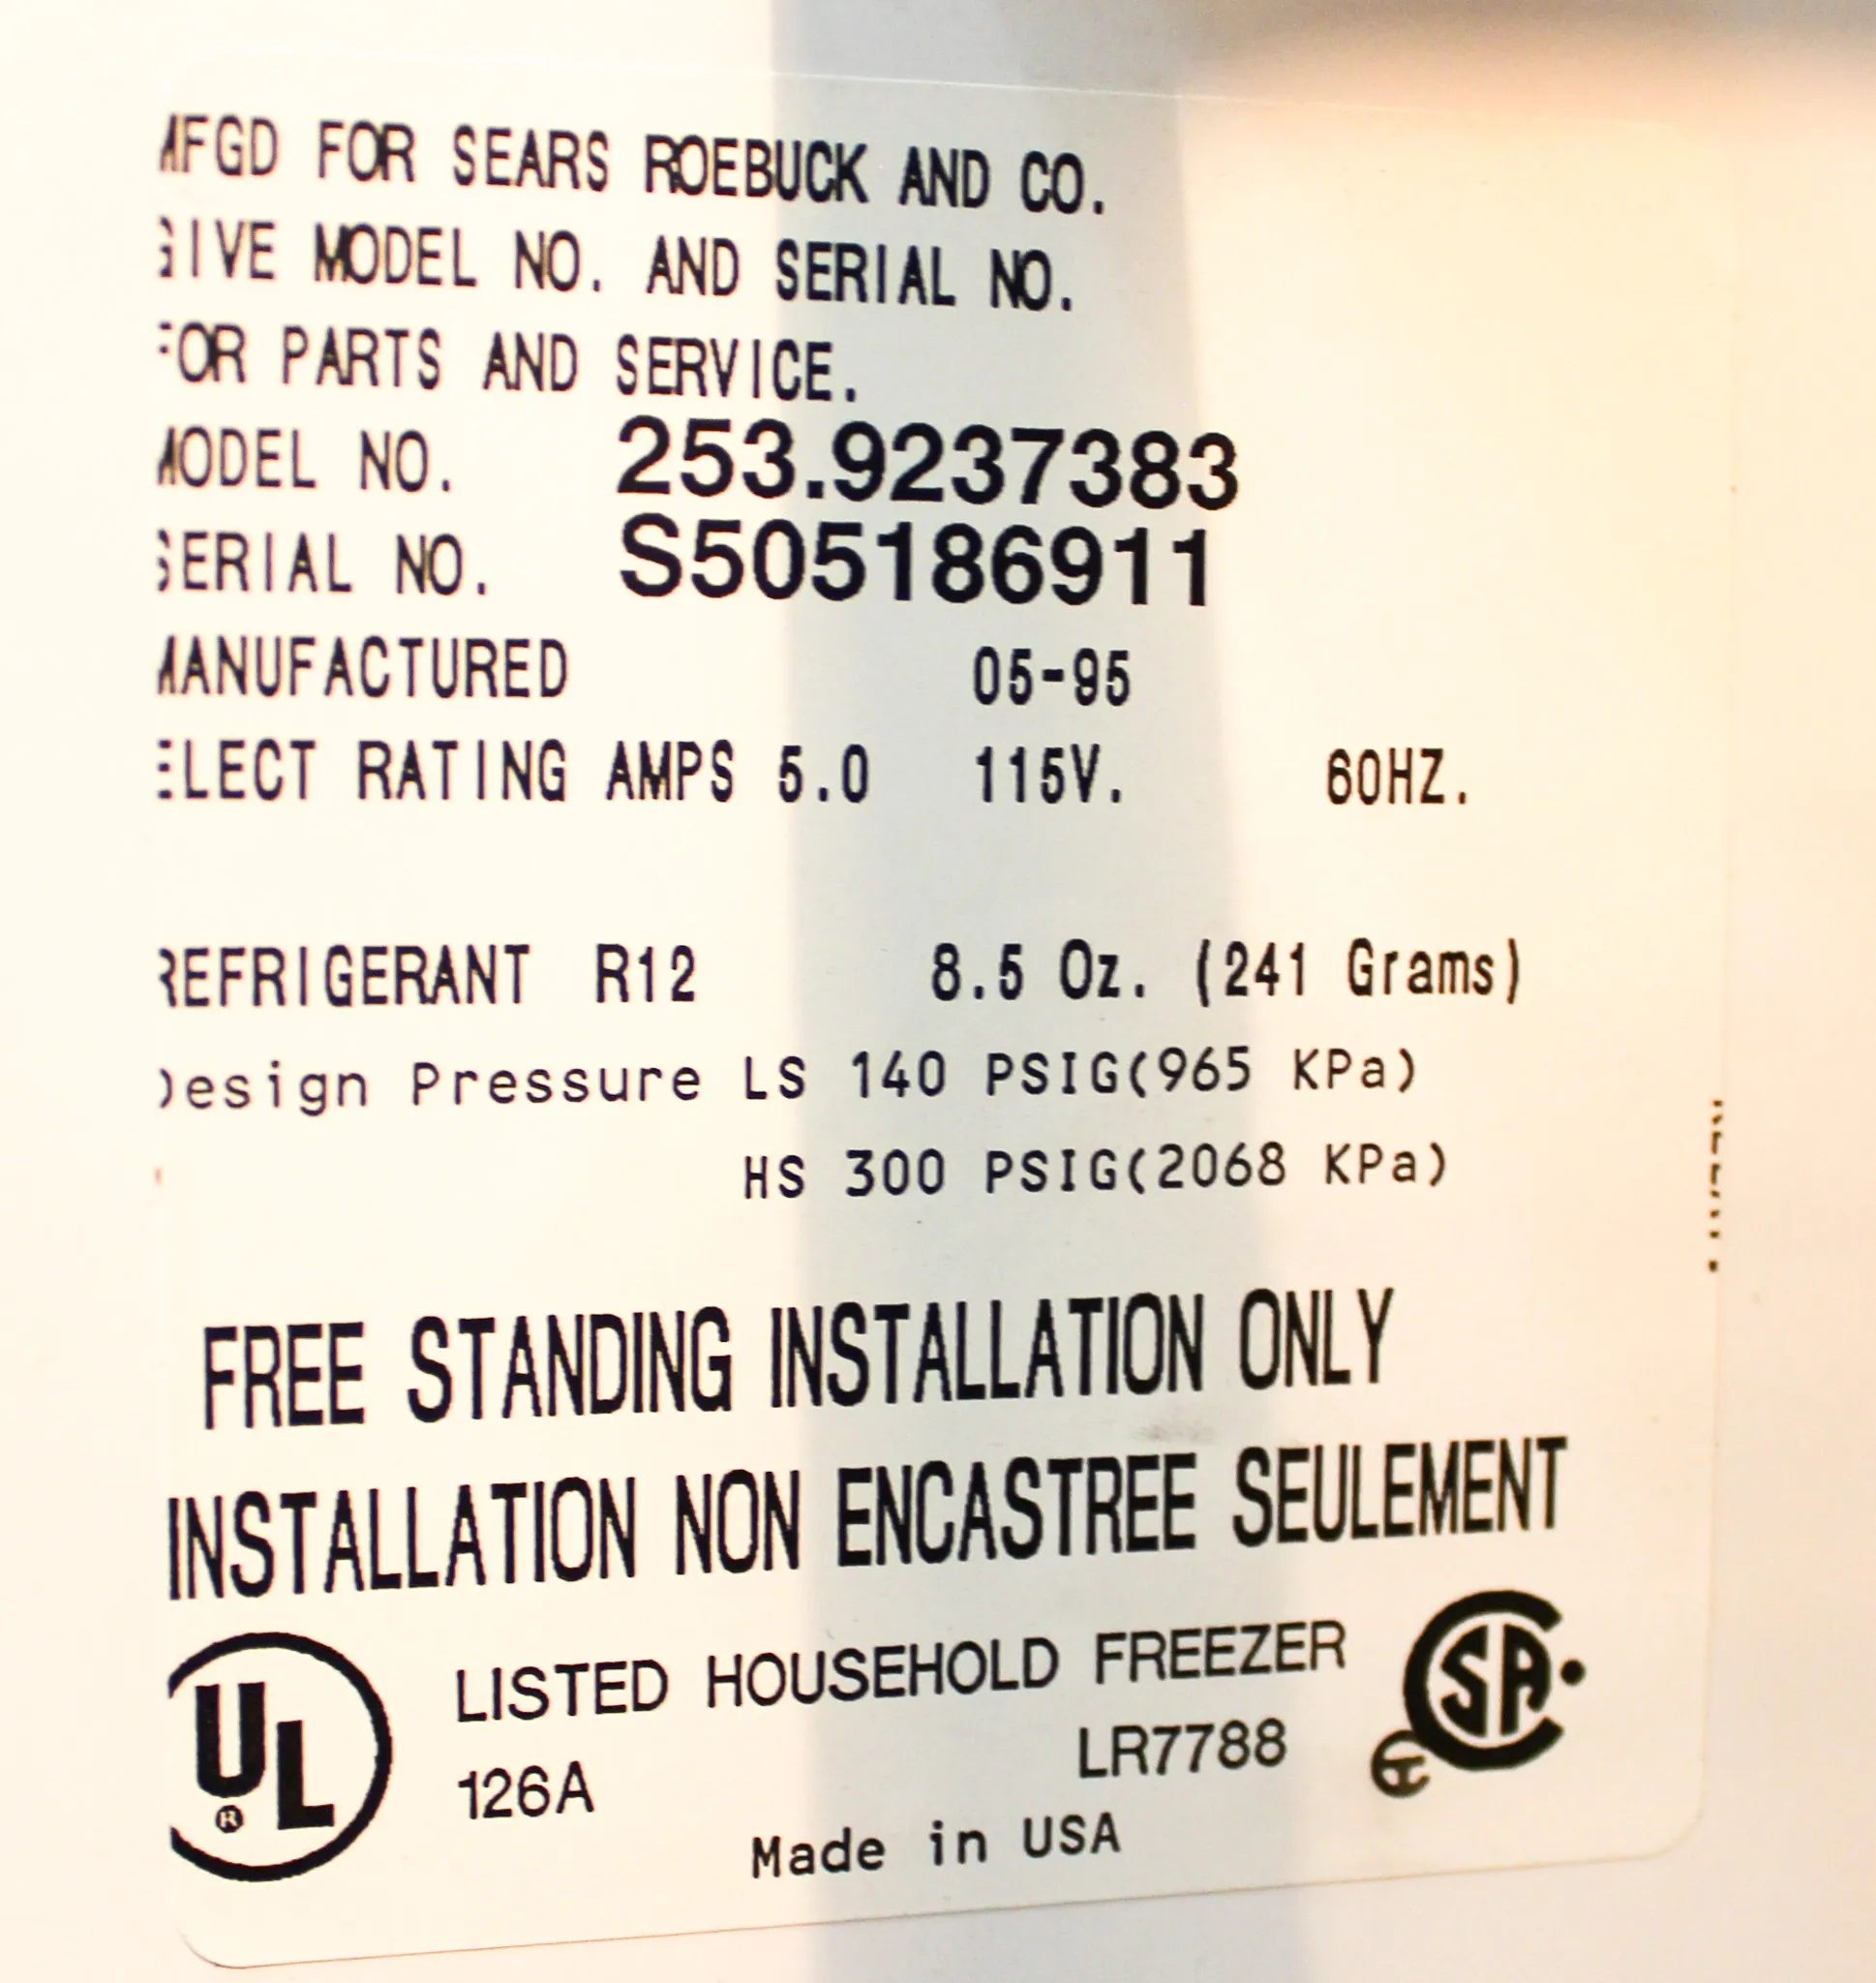 MFGD FOR SEARS ROEBUCK AND CO.
GIVE MODEL NO. AND SERIAL NO.
FOR PARTS AND SERVICE.
MODEL NO. 253.9237383
SERIAL NO. S505186911
MANUFACTURED 05-95
ELECT RATING AMPS 5.0 115V. 60HZ.
REFRIGERANT R12 8.5 Oz. (241 Grams)
Design Pressure LS 140 PSIG(965 KPa)
HS 300 PSIG(2068 KPa)
FREE STANDING INSTALLATION ONLY
INSTALLATION NON ENCASTREE SEULEMENT
UL ®
LISTED HOUSEHOLD FREEZER
126A LR7788
SA
Made in USA